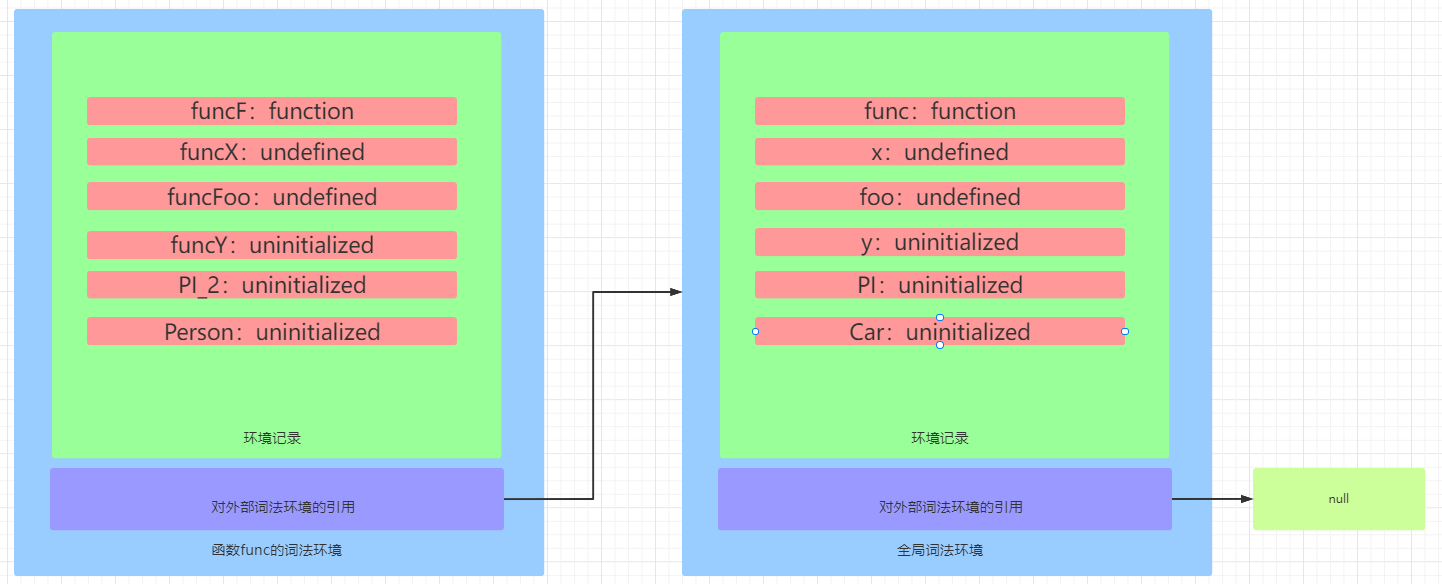 funcF：function
funcX：undefined
funcFoo：undefined
funcY：uninitialized
PI_2：uninitialized
Person：uninitialized
环境记录
对外部词法环境的引用
函数func的词法环境
func：function
x：undefined
foo：undefined
y：uninitialized
PI：uninitialized
Car：uninitialized
环境记录
对外部词法环境的引用
全局词法环境
null